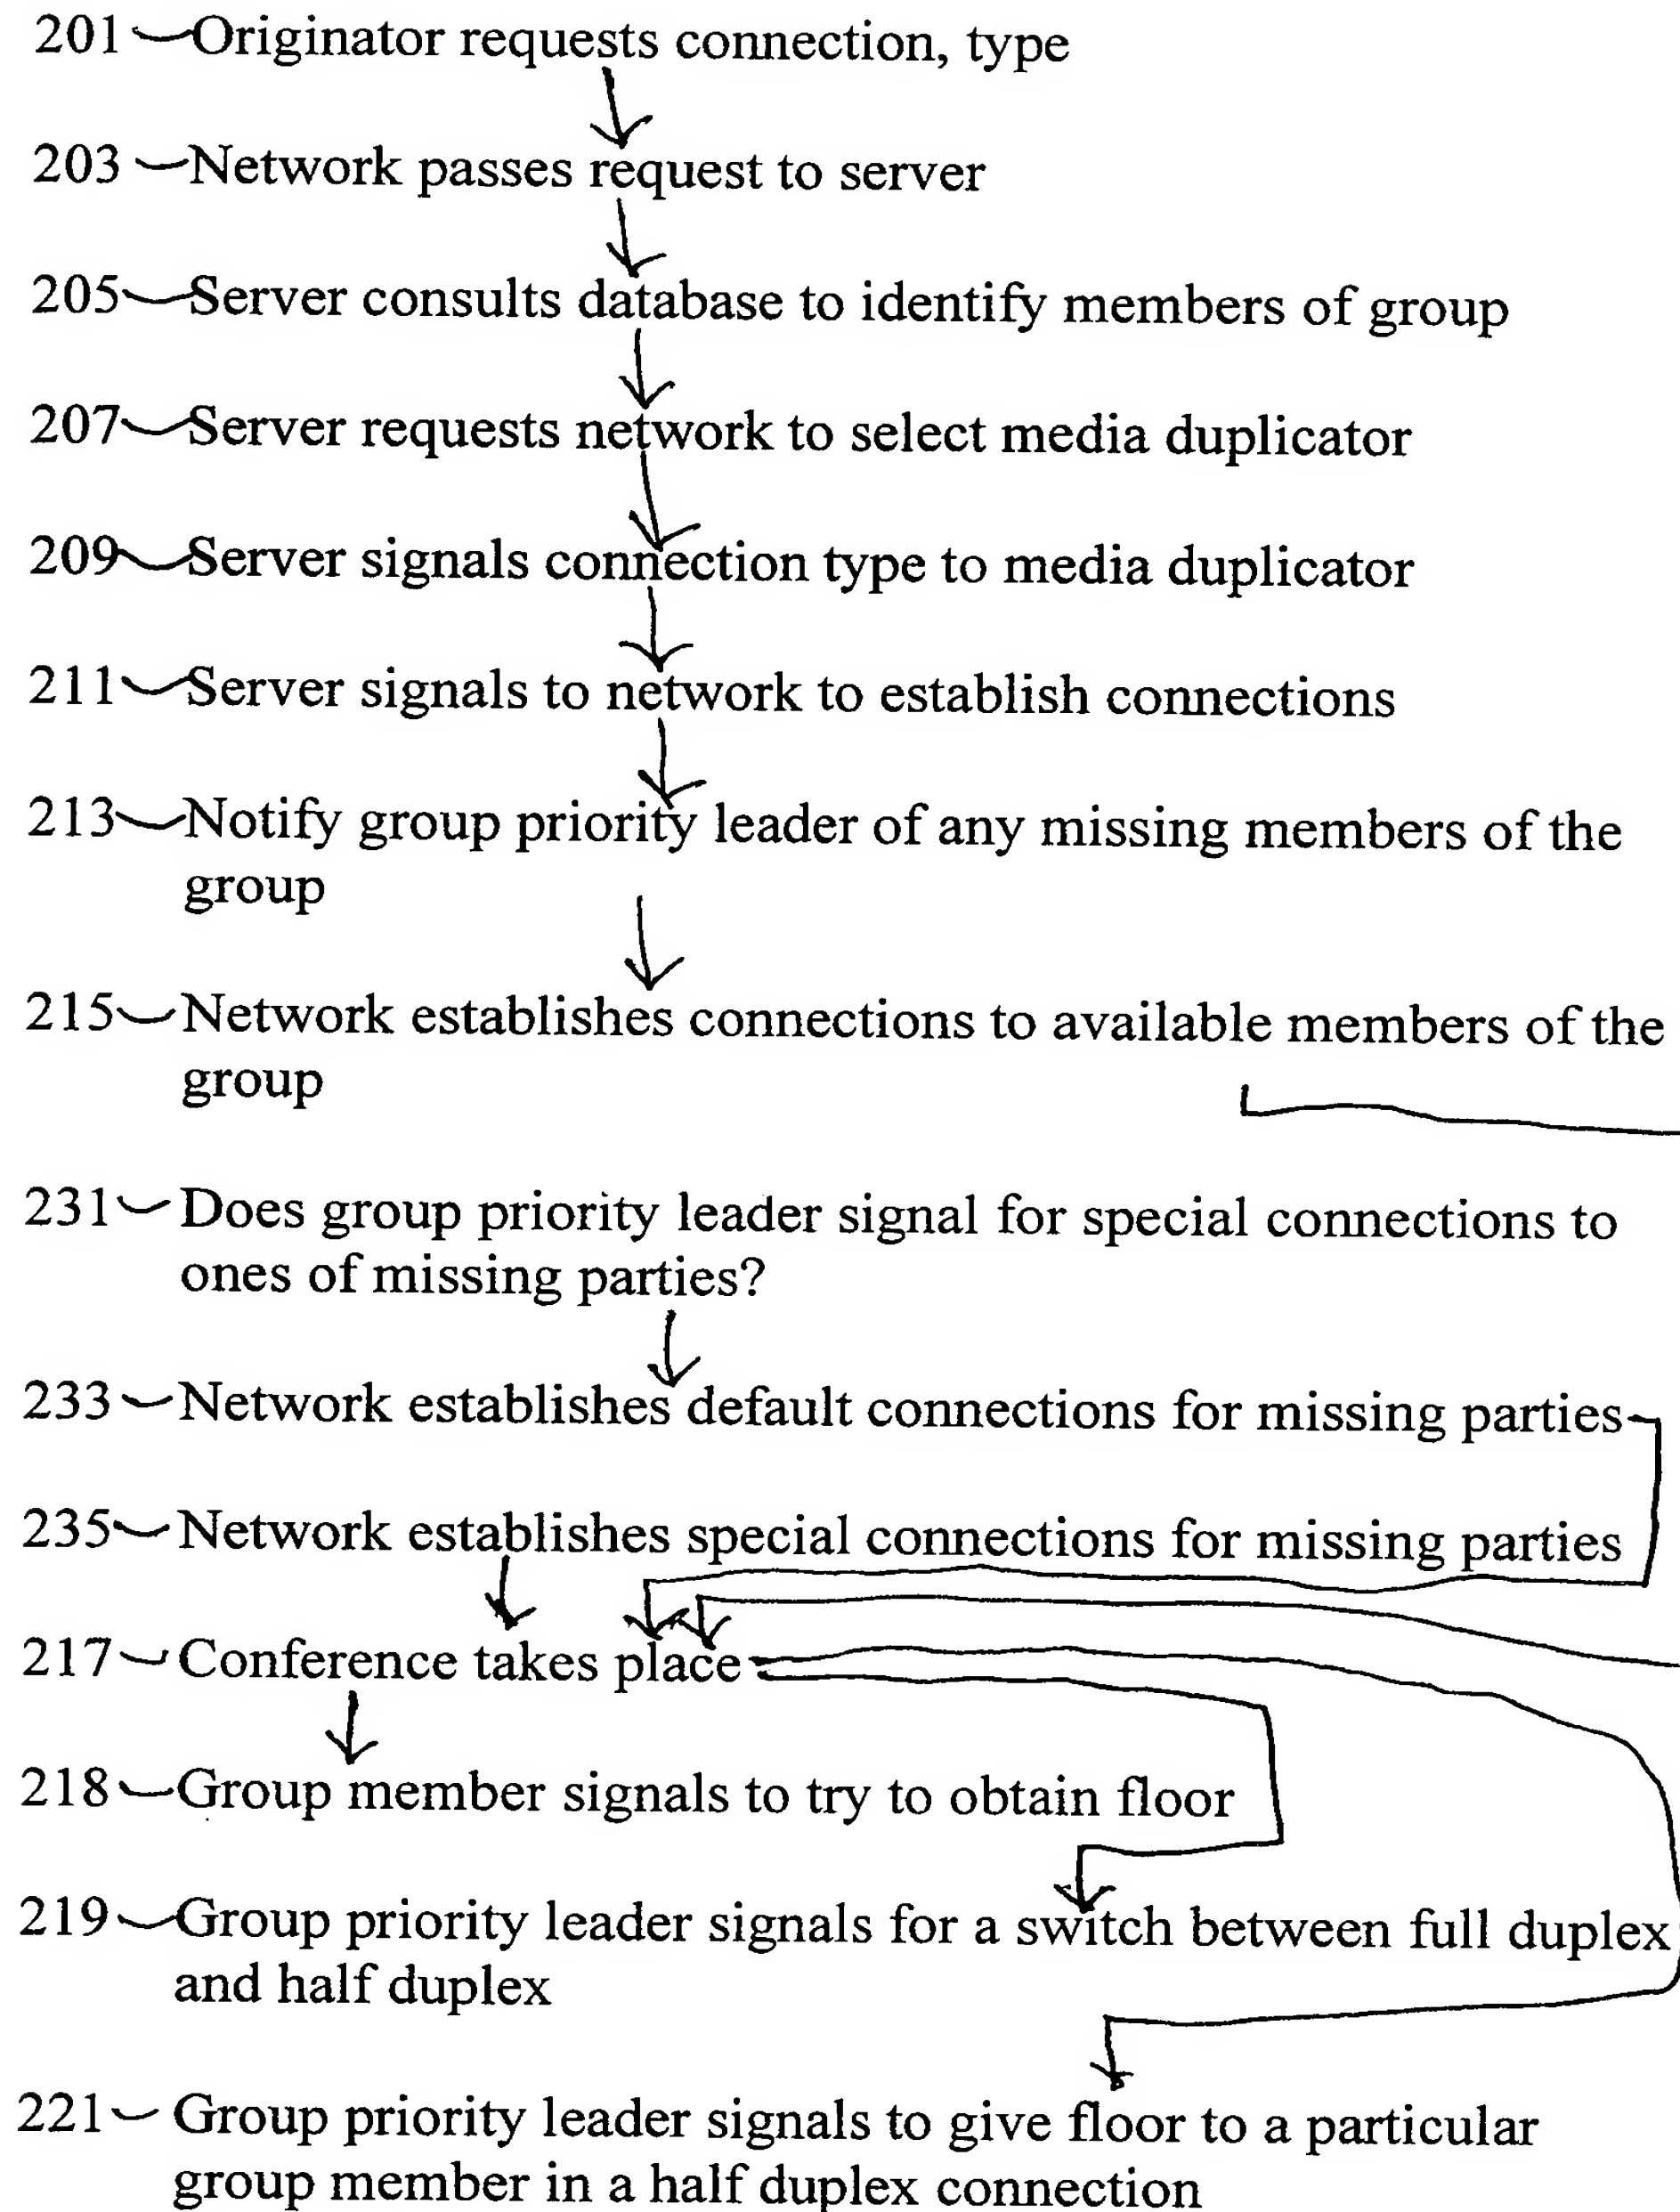 201 Originator requests connection, type
203 Network passes request to server
205 Server consults database to identify members of group
207 Server requests network to select media duplicator
209 Server signals connection type to media duplicator
211 Server signals to network to establish connections
213 Notify group priority leader of any missing members of the
group
215 Network establishes connections to available members of the
group
231 Does group priority leader signal for special connections to
ones of missing parties?
233 Network establishes default connections for missing parties
235 Network establishes special connections for missing parties
217 Conference takes place
218 Group member signals to try to obtain floor
219 Group priority leader signals for a switch between full duplex
and half duplex
221 Group priority leader signals to give floor to a particular
group member in a half duplex connection